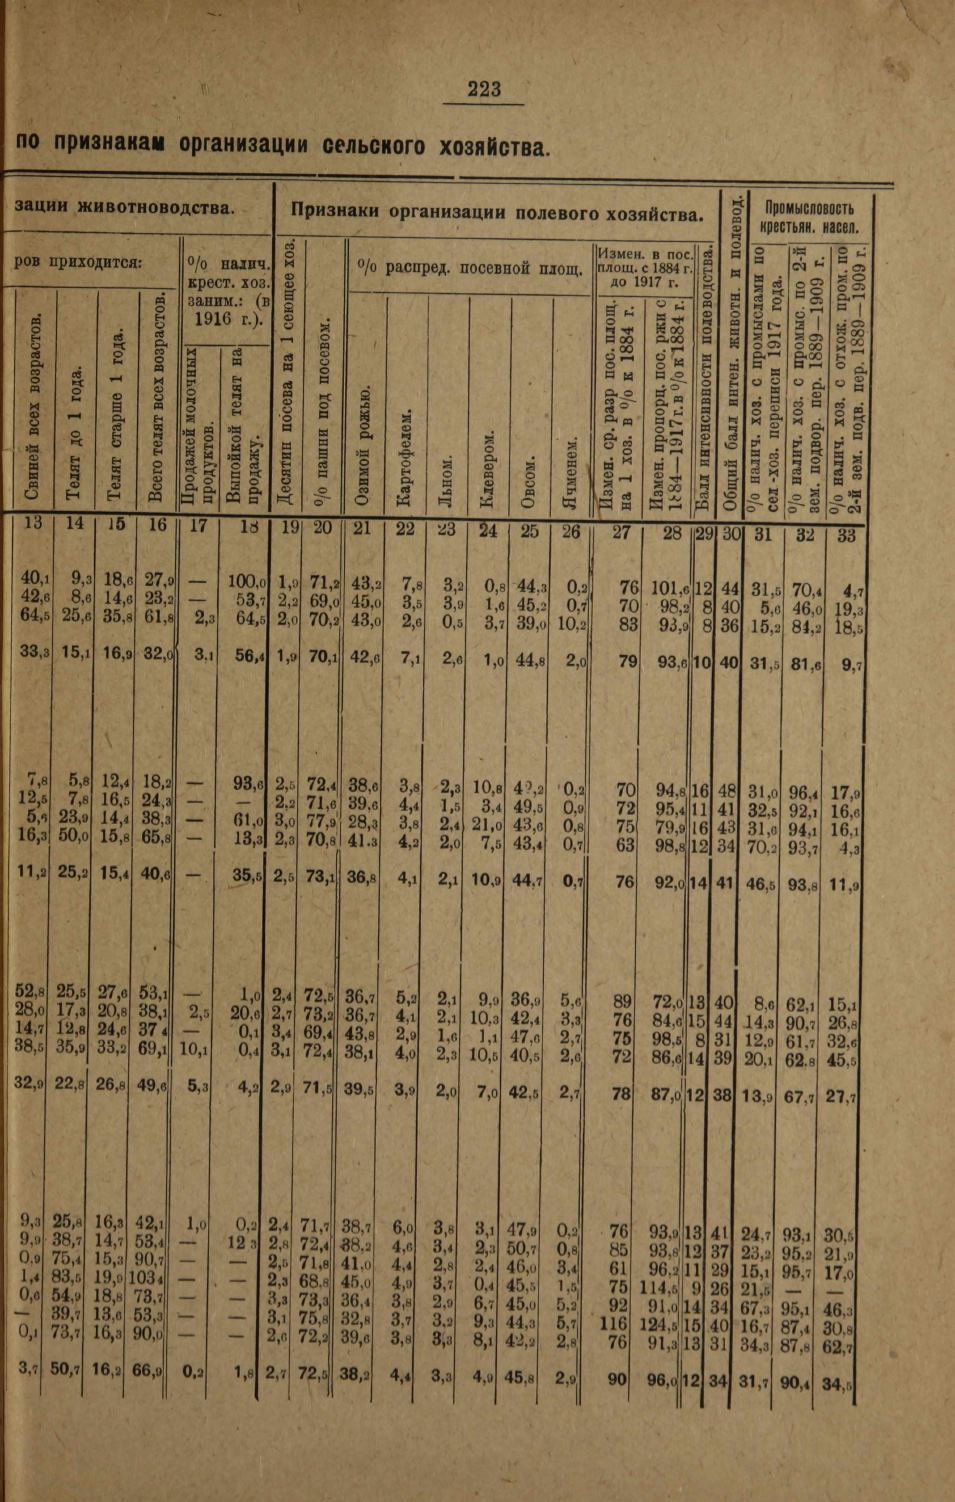 223
по признакам организации сельского хозяйства.
зации животноводства.
Признаки организации полевого хозяйства.
Промысловость крестьян. насел.
ров приходится:
% налич. крест. хоз. заним.: (в 1916 г.).
% распред. посевной площ.
Измен. в пос. площ. с 1884 г. до 1917 г.
Свиней всех возрастов.
Телят до 1 года.
Телят старше 1 года.
Всего телят всех возрастов.
Продажей молочных продуктов.
Выпойкой телят на продажу.
Десятин посева на 1 сеющее хоз.
% пашни под посевом.
Озимой рожью.
Картофелем.
Льном.
Клевером.
Овсом.
Ячменем.
Измен. ср. разр пос. площ. на 1 хоз. в % к 1884 г.
Измен. пропорц. пос. ржи с 1884—1917 г. в % к 1884 г.
Балл интенсивности полеводства.
Общий балл интен. животн. и полевод.
% налич. хоз. с промыслами по сел-хоз. переписи 1917 года.
% налич. хоз. с промыс. по 2-й зем. подвор. пер. 1889—1909 г.
% налич. хоз. с отхож. пром. по 2-й зем. подв. пер. 1889—1909 г.
13 14 15 16 17 18 19 20 21 22 23 24 25 26 27 28 29 30 31 32 33
40,1 9,3 18,6 27,9 — 100,0 1,9 71,2 43,2 7,8 3,2 0,8 44,3 0,2 76 101,6 12 44 31,5 70,4 4,7
42,6 8,6 14,6 23,2 — 53,7 2,2 69,0 45,0 3,5 3,9 1,6 45,2 0,7 70 98,2 8 40 5,6 46,0 19,3
64,5 25,6 35,8 61,8 2,3 64,5 2,0 70,2 43,0 2,6 0,5 3,7 39,0 10,2 83 93,9 8 36 15,2 84,2 18,5
33,3 15,1 16,9 32,0 3,1 56,4 1,9 70,1 42,6 7,1 2,6 1,0 44,8 2,0 79 93,6 10 40 31,5 81,6 9,7
7,8 5,8 12,4 18,2 — 93,6 2,5 72,4 38,6 3,8 2,3 10,8 4?,2 0,2 70 94,8 16 48 31,0 96,4 17,9
12,5 7,8 16,5 24,3 — — 2,2 71,6 39,6 4,4 1,5 3,4 49,5 0,9 72 95,4 11 41 32,5 92,1 16,6
5,6 23,9 14,4 38,3 — 61,0 3,0 77,9 28,3 3,8 2,4 21,0 43,6 0,8 75 79,9 16 43 31,6 94,1 16,1
16,3 50,0 15,8 65,8 — 13,3 2,3 70,8 41.3 4,2 2,0 7,5 43,4 0,7 63 98,8 12 34 70,2 93,7 4,3
11,2 25,2 15,4 40,6 — 35,5 2,5 73,1 36,8 4,1 2,1 10,9 44,7 0,7 76 92,0 14 41 46,5 93,8 11,9
52,8 25,5 27,6 53,1 — 1,0 2,4 72,5 36,7 5,2 2,1 9,9 36,9 5,6 89 72,0 13 40 8,6 62,1 15,1
28,0 17,3 20,8 38,1 2,5 20,6 2,7 73,2 36,7 4,1 2,1 10,3 42,4 3,3 76 84,6 15 44 14,3 90,7 26,8
14,7 12,8 24,6 37 4 — 0,1 3,4 69,4 43,8 2,9 1,6 1,1 47,6 2,7 75 98,5 8 31 12,9 61,7 32,6
38,5 35,9 33,2 69,1 10,1 0,4 3,1 72,4 38,1 4,0 2,3 10,5 40,5 2,6 72 86,6 14 39 20,1 62.8 45,5
32,9 22,8 26,8 49,6 5,3 4,2 2,9 71,5 39,5 3,9 2,0 7,0 42,5 2,7 78 87,0 12 38 13,9 67,7 27,7
9,3 25,8 16,3 42,1 1,0 0,2 2,4 71,7 38,7 6,0 3,8 3,1 47,9 0,2 76 93,9 13 41 24,7 93,1 30,5
9,9 38,7 14,7 53,4 — 12 3 2,8 72,4 38,2 4,6 3,4 2,3 50,7 0,8 85 93,8 12 37 23,2 95,2 21,9
0,9 75,4 15,3 90,7 — — 2,5 71,8 41,0 4,4 2,8 2,4 46,0 3,4 61 96,2 11 29 15,1 95,7 17,0
1,4 83,5 19,9 103 4 — — 2,3 68,8 45,0 4,9 3,7 0,4 45,5 1,5 75 114,5 9 26 21,5 — —
0,6 54,9 18,8 73,7 — — 3,3 73,3 36,4 3,8 2,9 6,7 45,0 5,2 92 91,0 14 34 67,3 95,1 46,3
— 39,7 13,6 53,3 — — 3,1 75,8 32,8 3,7 3,2 9,3 44,3 5,7 116 124,5 15 40 16,7 87,4 30,8
0,1 73,7 16,3 90,0 — — 2,6 72,2 39,6 3,8 3,3 8,1 42,2 2,8 76 91,3 13 31 34,3 87,8 62,7
3,7 50,7 16,2 66,9 0,2 1,8 2,7 72,5 38,2 4,4 3,3 4,9 45,8 2,9 90 96,0 12 34 31,7 90,4 34,5